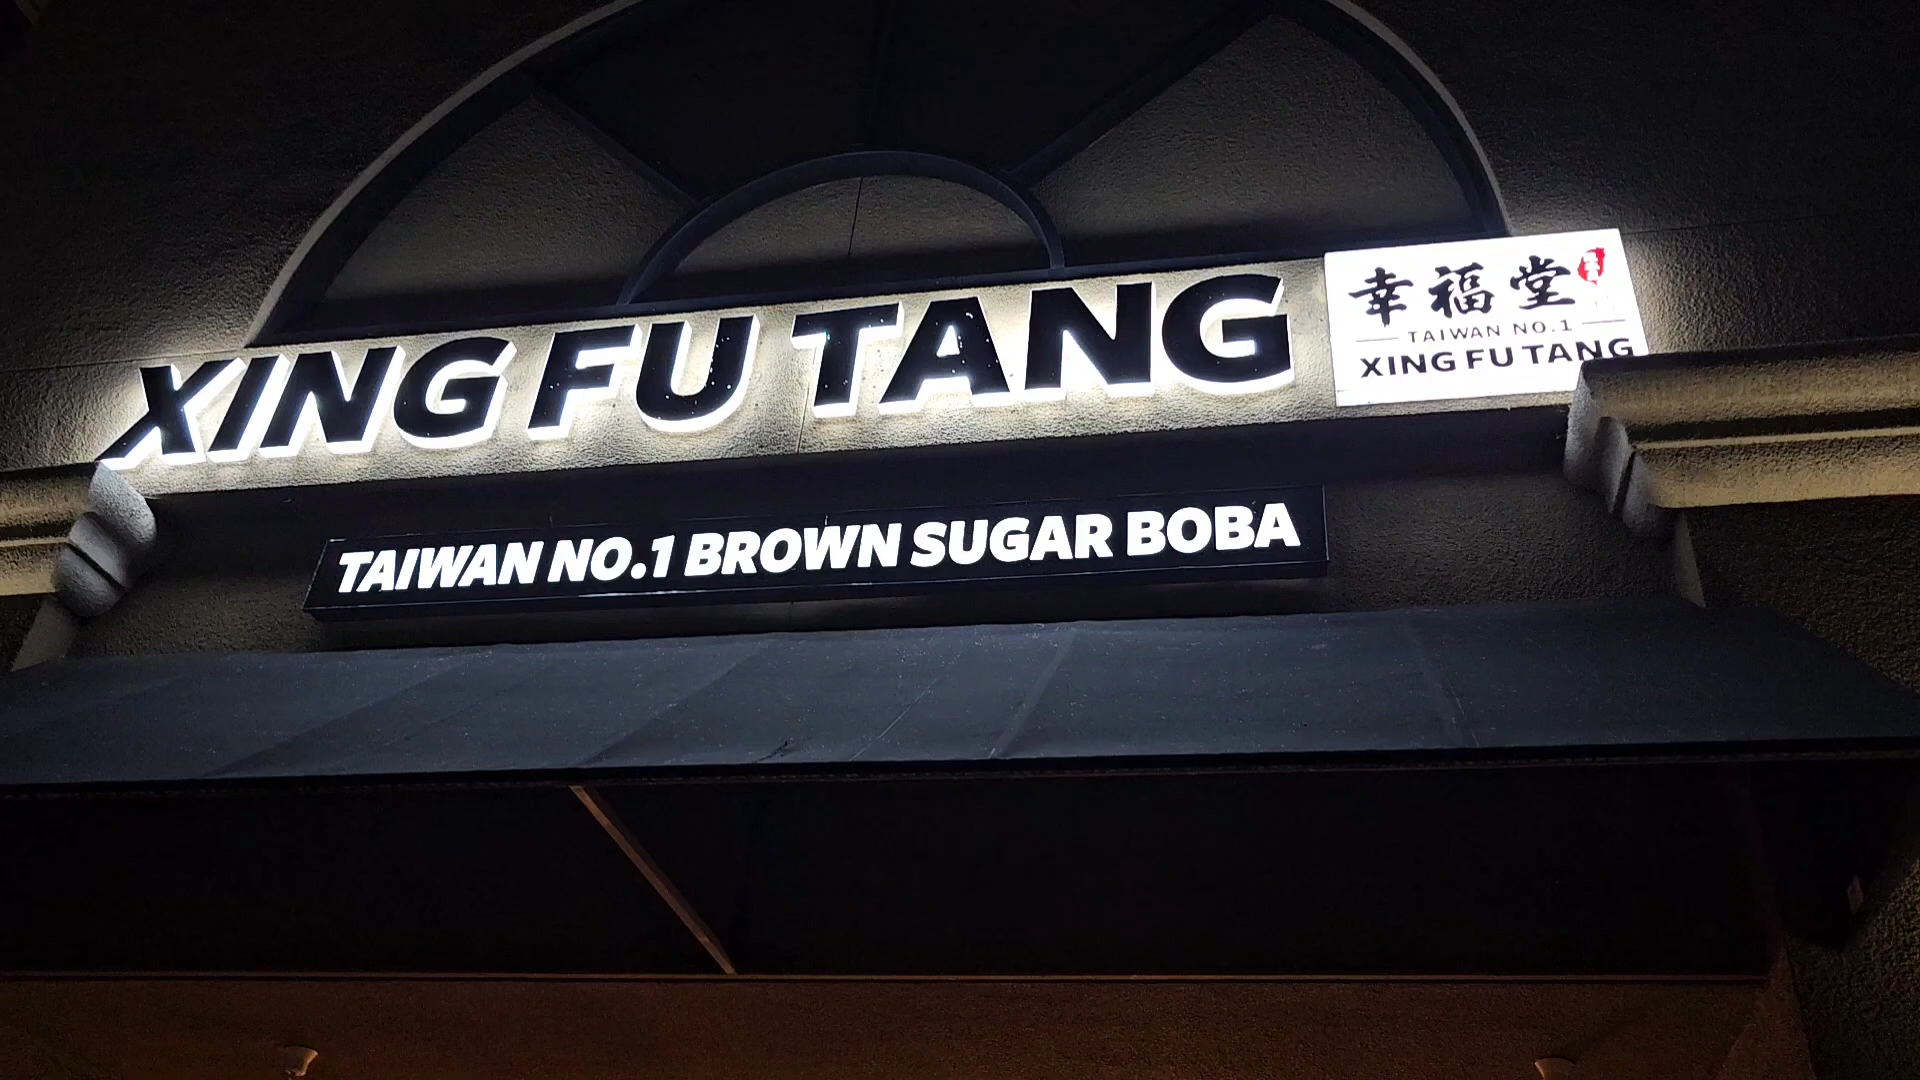 XING FU TANG
幸福堂
TAIWAN NO.1
XING FU TANG
TAIWAN NO.1 BROWN SUGAR BOBA